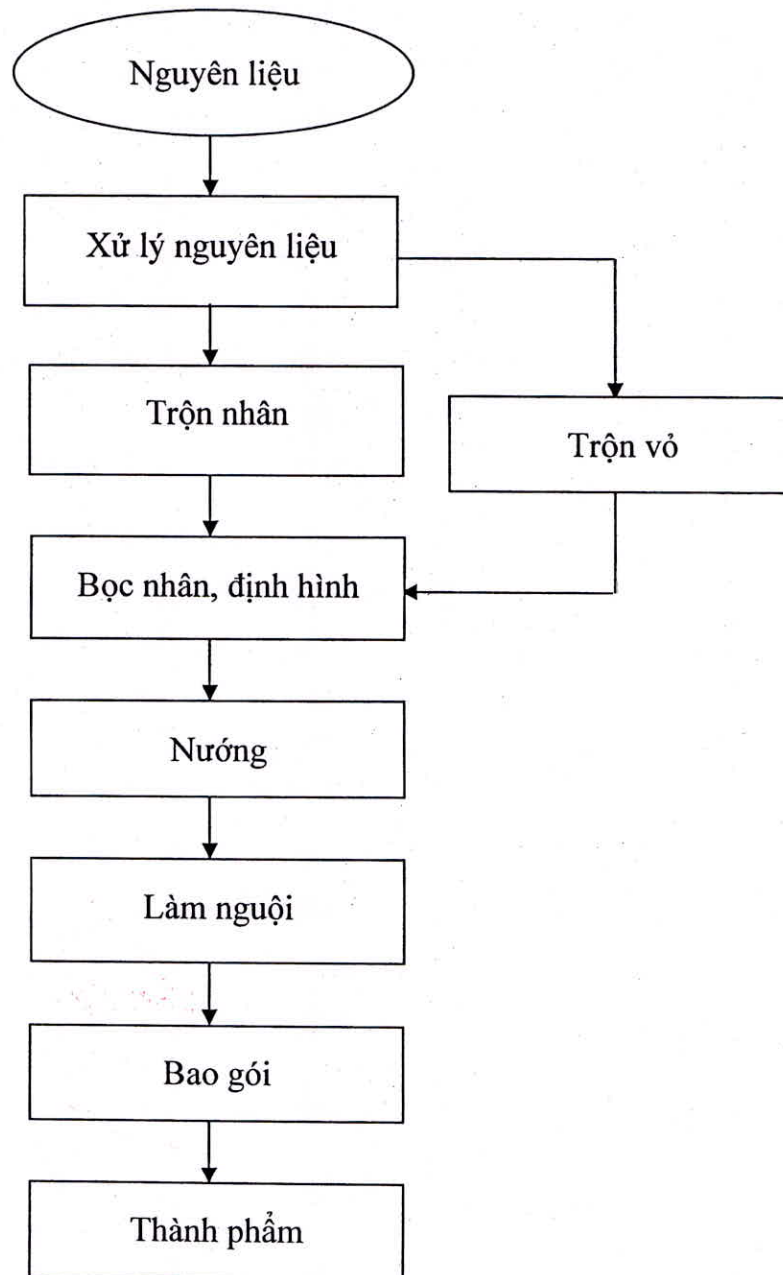 Nguyên liệu
Xử lý nguyên liệu
Trộn nhân
Trộn vỏ
Bọc nhân, định hình
Nướng
Làm nguội
Bao gói
Thành phẩm